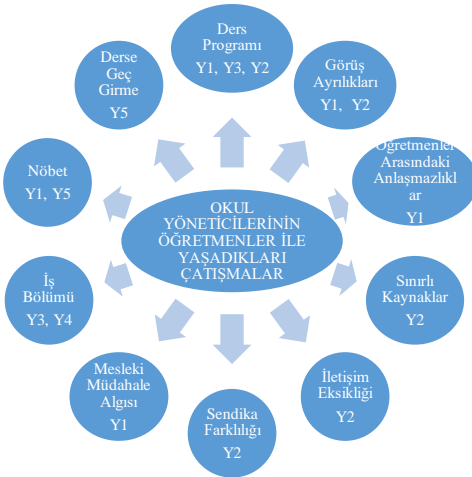 Ders
Programı
Y1, Y3, Y2
Görüş
Ayrılıkları
Y1, Y2
Öğretmenler
Arasındaki
Anlaşmazlıkl
ar
Y1
Sınırlı
Kaynaklar
Y2
İletişim
Eksikliği
Y2
Sendika
Farklılığı
Y2
Mesleki
Müdahale
Algısı
Y1
İş
Bölümü
Y3, Y4
Nöbet
Y1, Y5
Derse
Geç
Girme
Y5
OKUL
YÖNETİCİLERİNİN
ÖĞRETMENLER İLE
YAŞADIKLARI
ÇATIŞMALAR